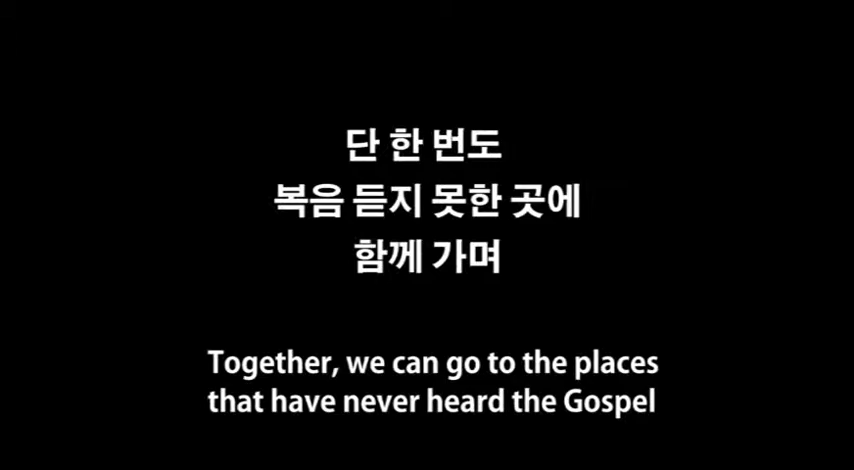 단 한 번도
복음 듣지 못한 곳에
함께 가며
Together, we can go to the places
that have never heard the Gospel